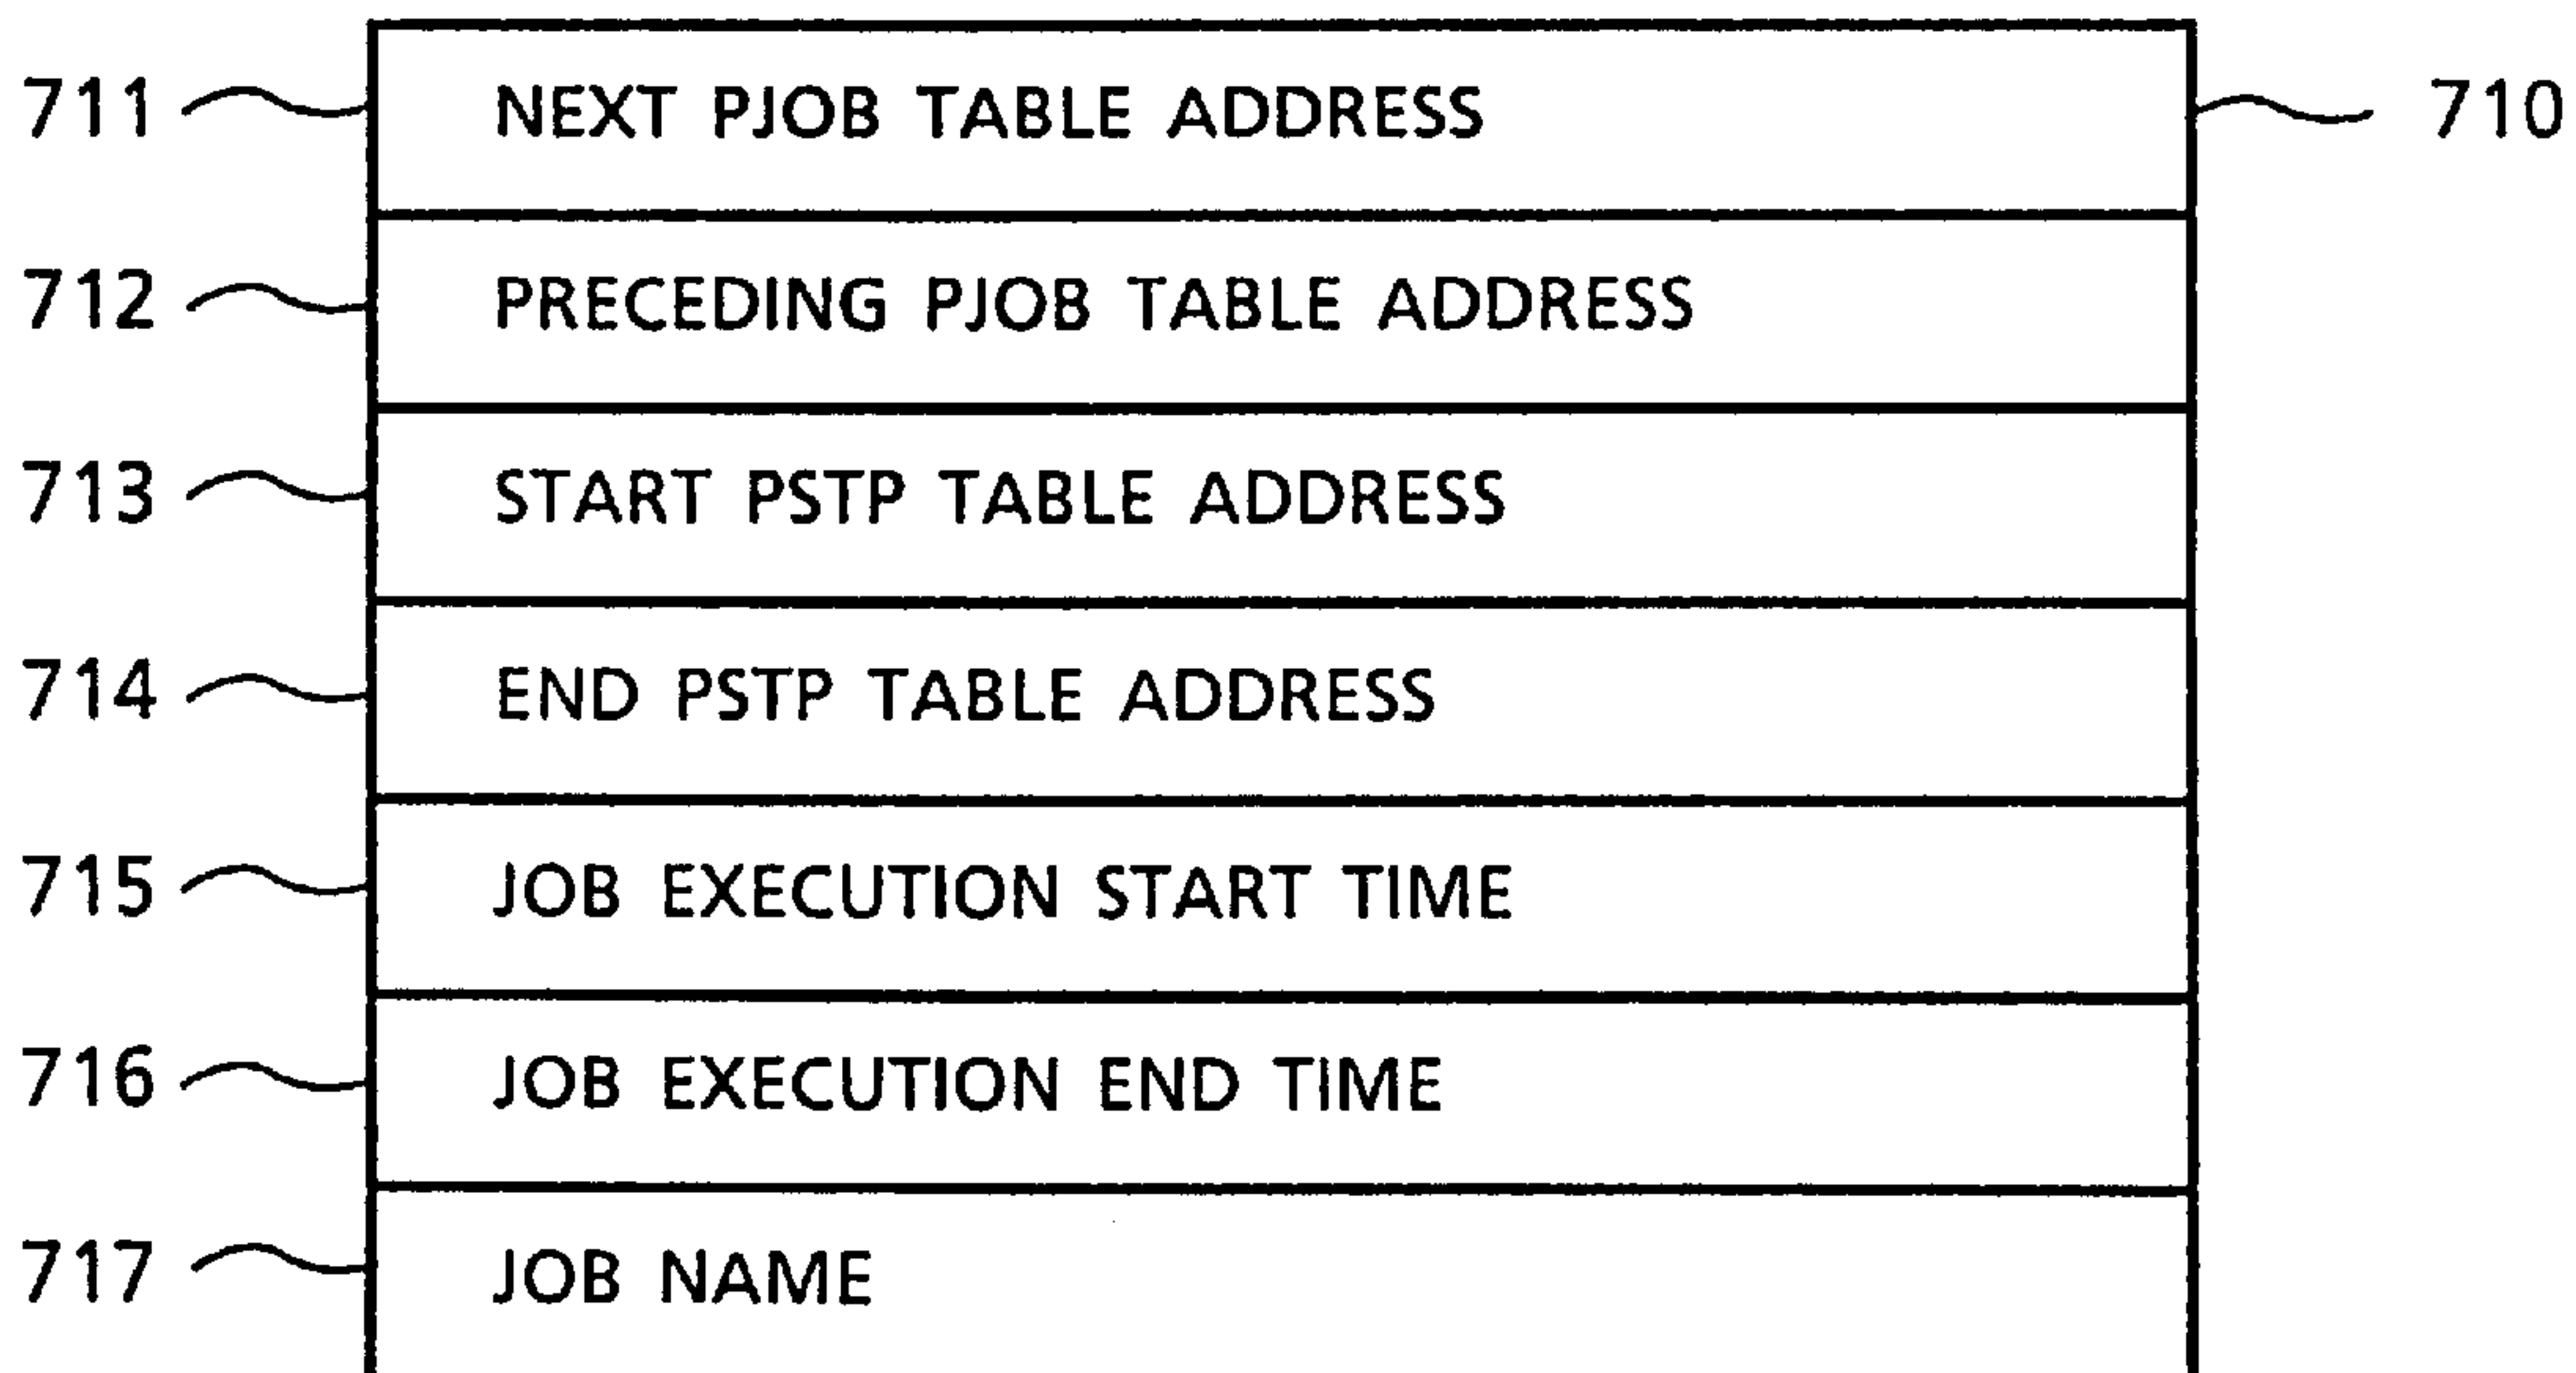 711 NEXT PJOB TABLE ADDRESS 710
712 PRECEDING PJOB TABLE ADDRESS
713 START PSTP TABLE ADDRESS
714 END PSTP TABLE ADDRESS
715 JOB EXECUTION START TIME
716 JOB EXECUTION END TIME
717 JOB NAME